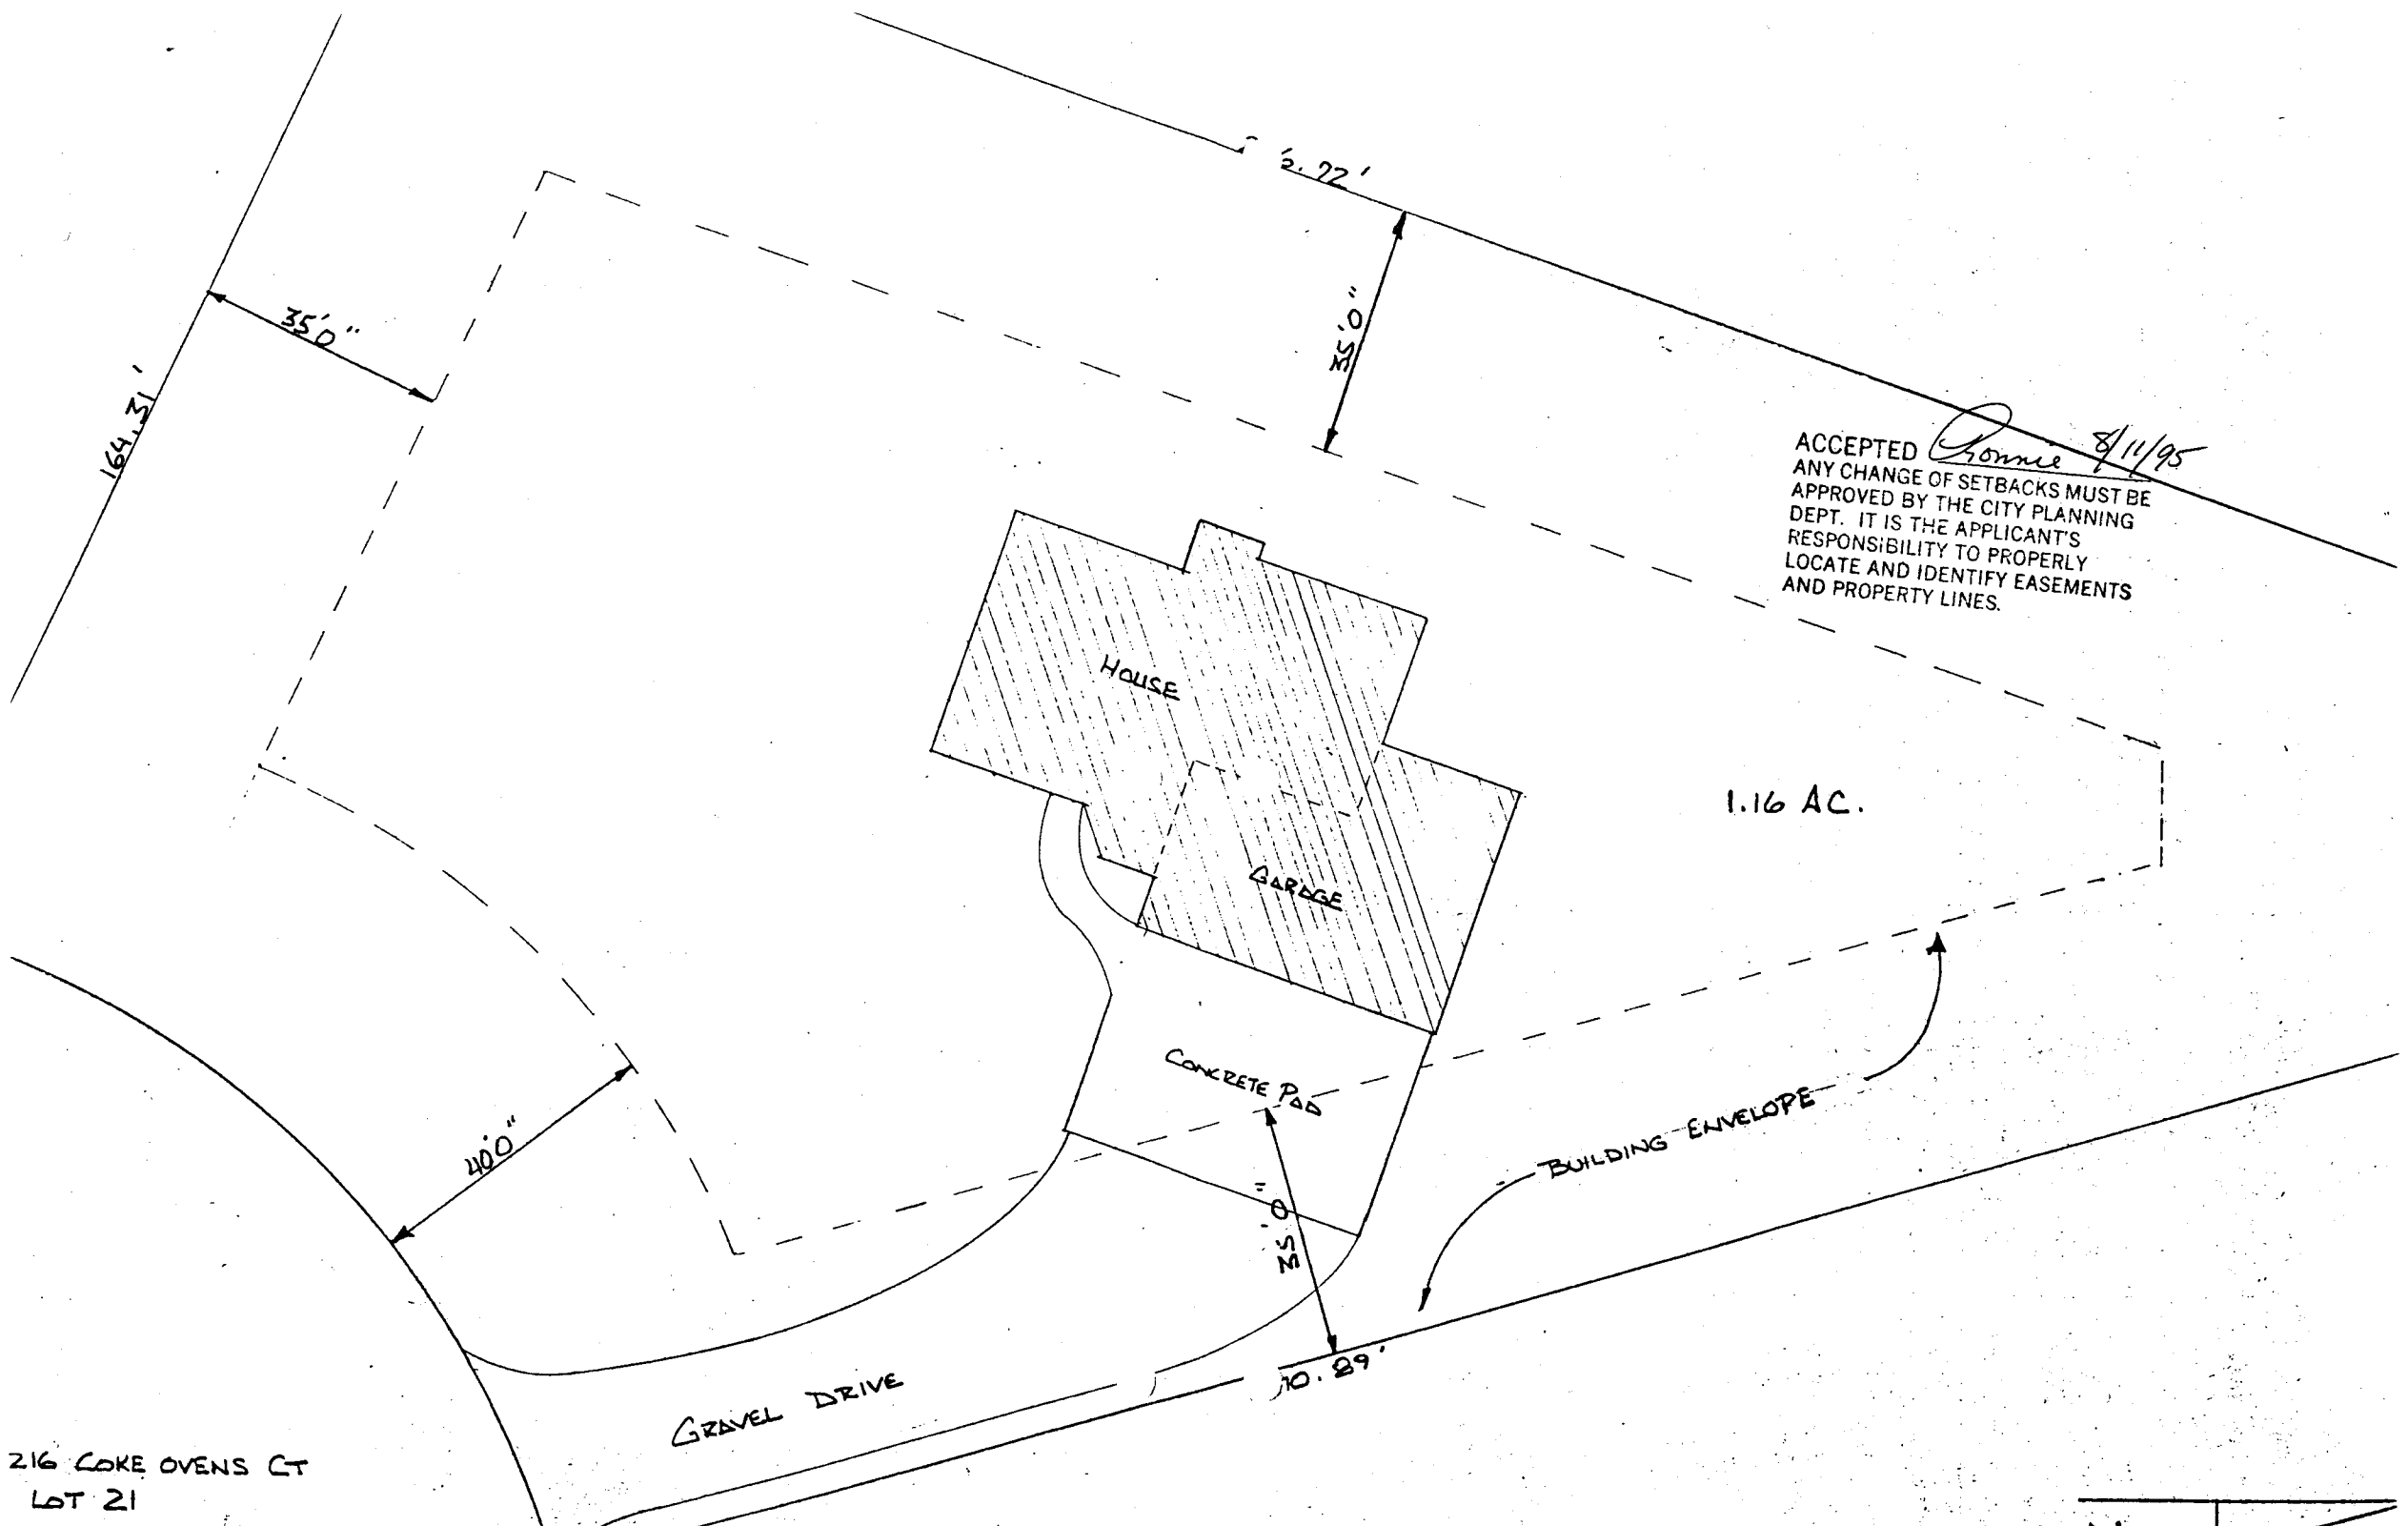 5.72'
35'0"
35'0"
164.31'
ACCEPTED Ronnie 8/11/95
ANY CHANGE OF SETBACKS MUST BE
APPROVED BY THE CITY PLANNING
DEPT. IT IS THE APPLICANT'S
RESPONSIBILITY TO PROPERLY
LOCATE AND IDENTIFY EASEMENTS
AND PROPERTY LINES.
HOUSE
1.16 AC.
GARAGE
CONCRETE PAD
40'0"
BUILDING ENVELOPE
35'0"
10.89'
GRAVEL DRIVE
216 COKE OVENS CT
LOT 21